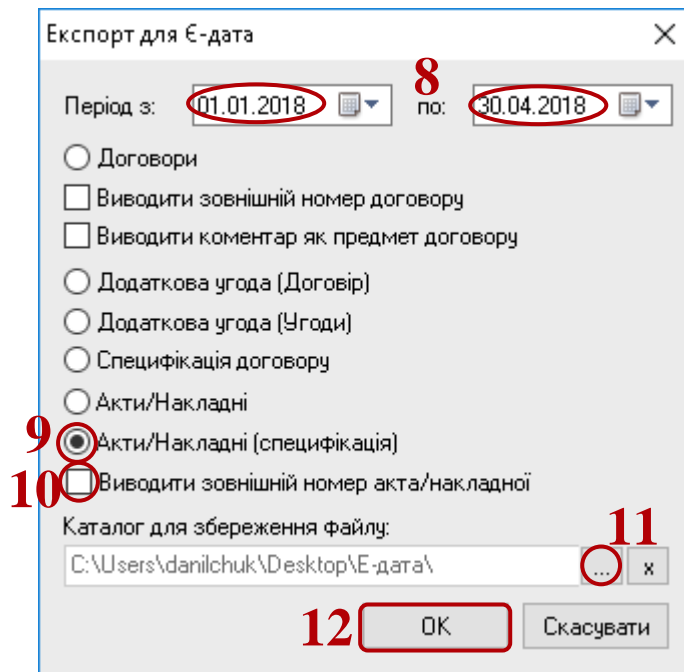 Експорт для Є-дата
8
Період з: 01.01.2018 по: 30.04.2018
Договори
Виводити зовнішній номер договору
Виводити коментар як предмет договору
Додаткова угода (Договір)
Додаткова угода (Угоди)
Специфікація договору
Акти/Накладні
9 Акти/Накладні (специфікація)
10 Виводити зовнішній номер акта/накладної
Каталог для збереження файлу: 11
C:\Users\danilchuk\Desktop\Е-дата\ ... x
12 OK Скасувати